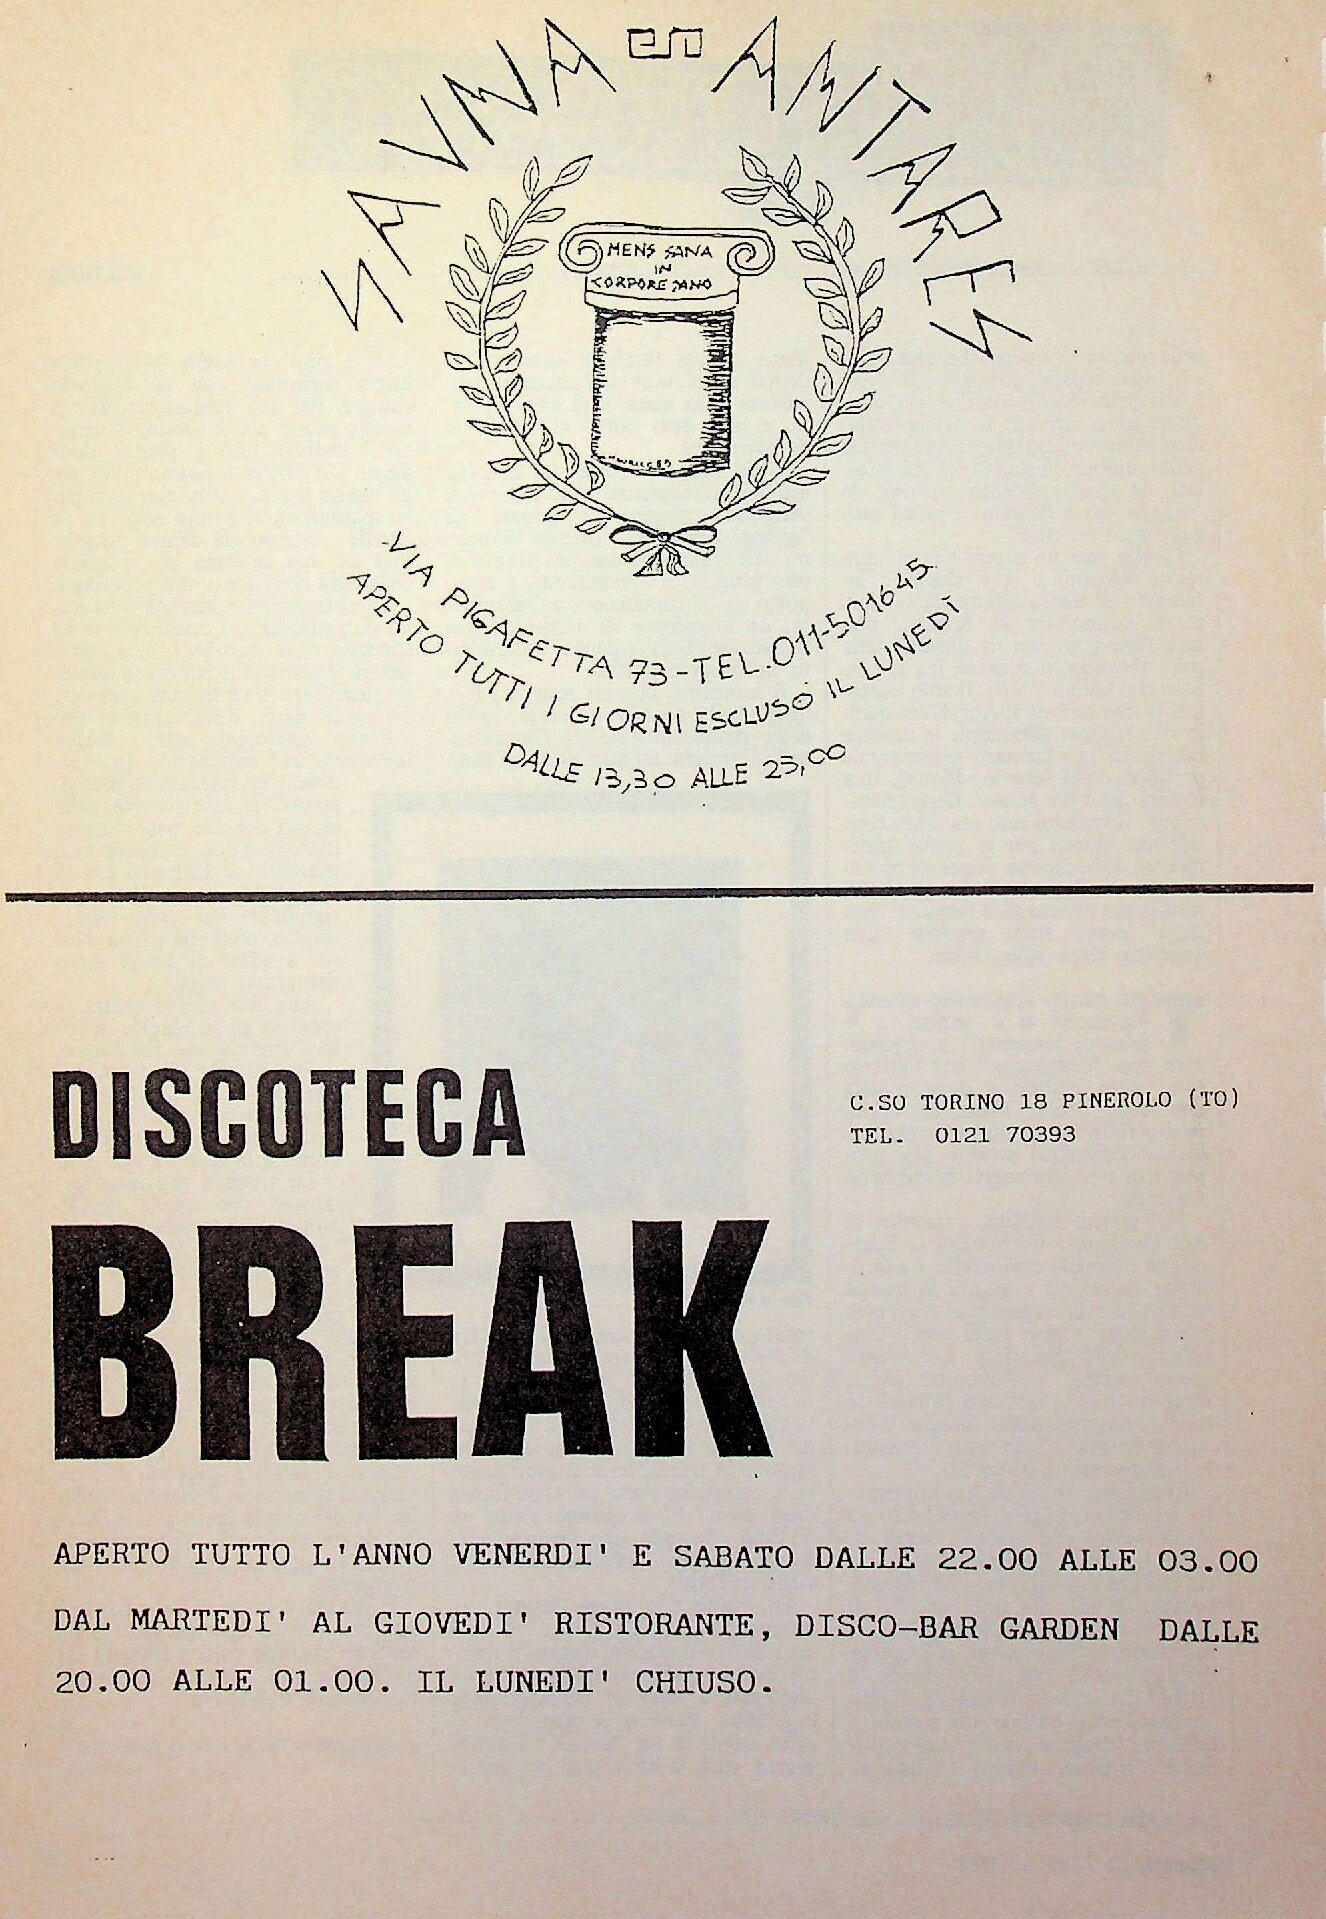 SAUNA ANTARES
MENS SANA
IN
CORPORE SANO
VIA PIGAFETTA 73-TEL.011-501645
APERTO TUTTI I GIORNI ESCLUSO IL LUNEDÌ
DALLE 13,30 ALLE 23,00
DISCOTECA
C.SO TORINO 18 PINEROLO (TO)
TEL. 0121 70393
BREAK
APERTO TUTTO L'ANNO VENERDI' E SABATO DALLE 22.00 ALLE 03.00
DAL MARTEDI' AL GIOVEDI' RISTORANTE, DISCO-BAR GARDEN DALLE
20.00 ALLE 01.00. IL LUNEDI' CHIUSO.